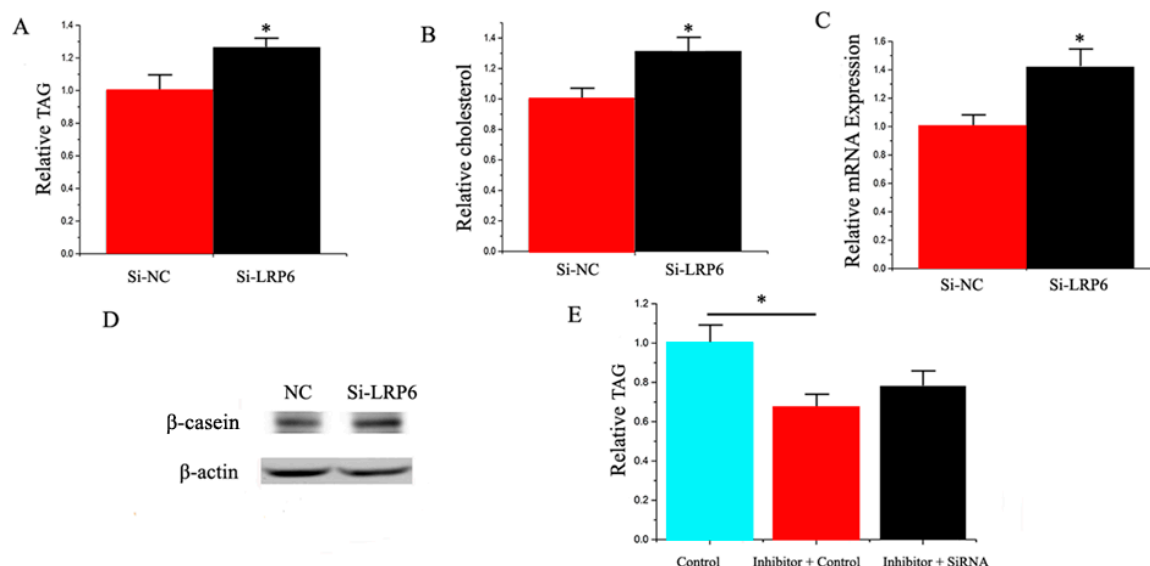 A
Relative TAG
1.4
1.2
1.0
0.8
0.6
0.4
0.2
0.0
*
Si-NC Si-LRP6
B
Relative cholesterol
1.4
1.2
1.0
0.8
0.6
0.4
0.2
0.0
*
Si-NC Si-LRP6
C
Relative mRNA Expression
1.6
1.4
1.2
1.0
0.8
0.6
0.4
0.2
0.0
*
Si-NC Si-LRP6
D
NC Si-LRP6
β-casein
β-actin
E
Relative TAG
1.2
1.0
0.8
0.6
0.4
0.2
0.0
*
Control Inhibitor + Control Inhibitor + SiRNA